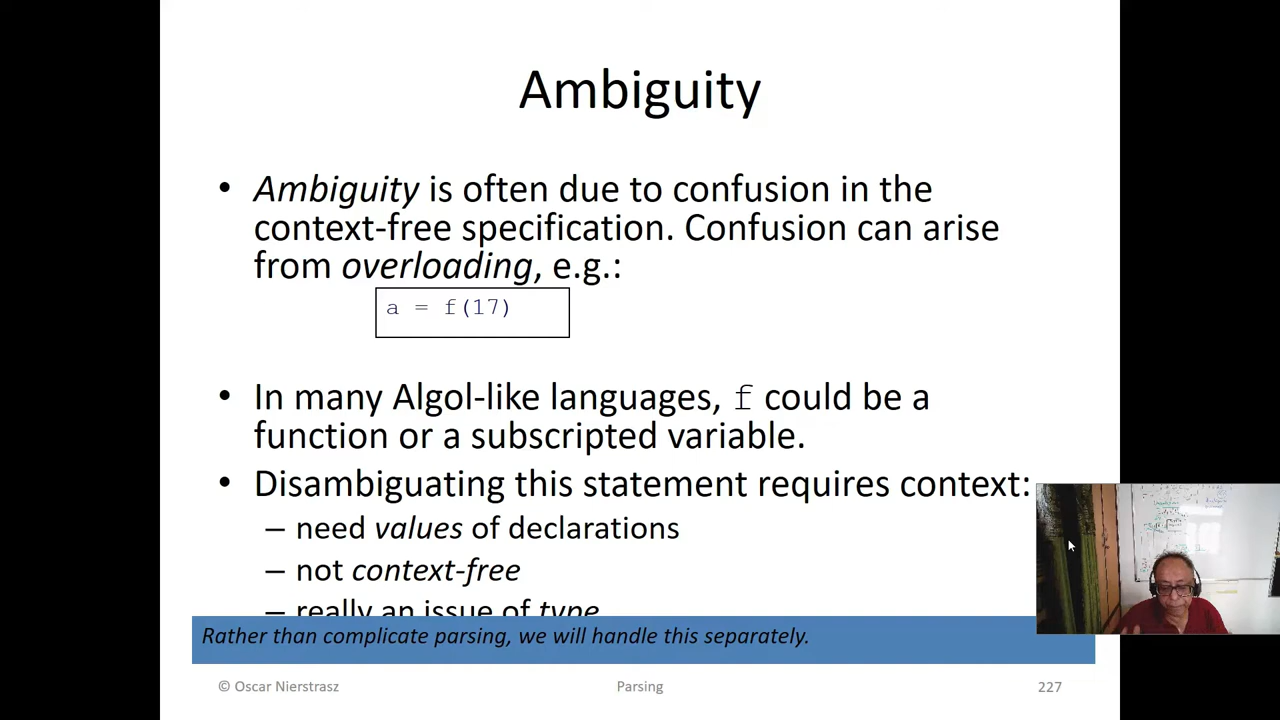 Ambiguity
• Ambiguity is often due to confusion in the
context-free specification. Confusion can arise
from overloading, e.g.:
a = f(17)
• In many Algol-like languages, f could be a
function or a subscripted variable.
• Disambiguating this statement requires context:
– need values of declarations
– not context-free
– really an issue of type
Rather than complicate parsing, we will handle this separately.
© Oscar Nierstrasz
Parsing
227